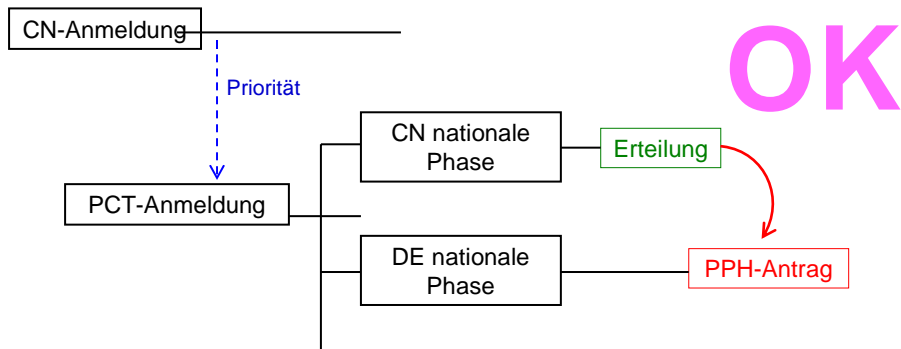 CN-Anmeldung
OK
Priorität
CN nationale
Phase
Erteilung
PCT-Anmeldung
DE nationale
Phase
PPH-Antrag